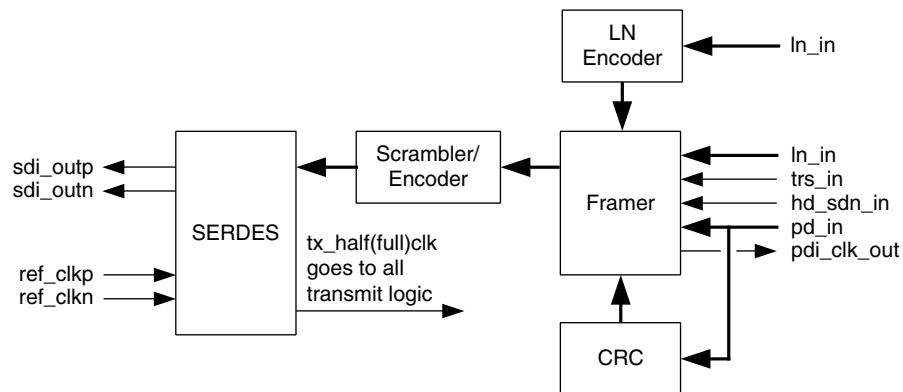 LN
Encoder
ln_in
sdi_outp
sdi_outn
SERDES
Scrambler/
Encoder
Framer
ln_in
trs_in
hd_sdn_in
pd_in
pdi_clk_out
ref_clkp
ref_clkn
tx_half(full)clk
goes to all
transmit logic
CRC